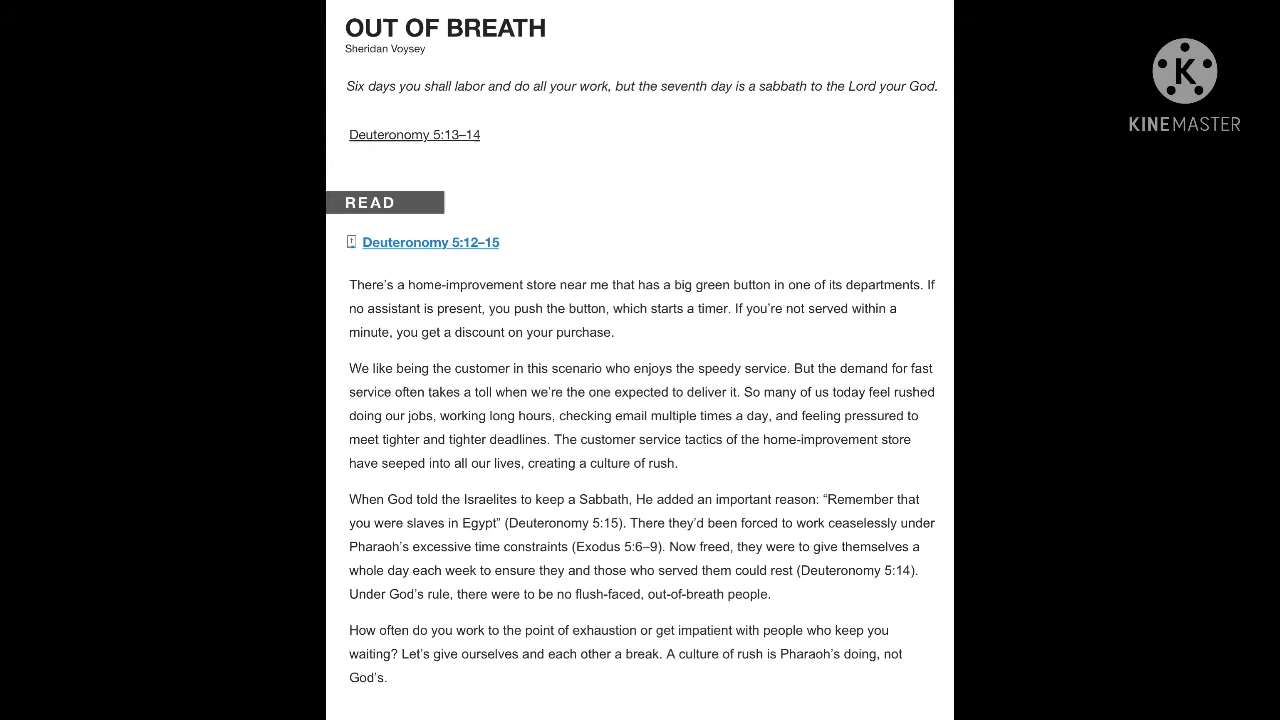 OUT OF BREATH
Sheridan Voysey
Six days you shall labor and do all your work, but the seventh day is a sabbath to the Lord your God.
Deuteronomy 5:13–14
READ
Deuteronomy 5:12–15
There’s a home-improvement store near me that has a big green button in one of its departments. If
no assistant is present, you push the button, which starts a timer. If you’re not served within a
minute, you get a discount on your purchase.
We like being the customer in this scenario who enjoys the speedy service. But the demand for fast
service often takes a toll when we’re the one expected to deliver it. So many of us today feel rushed
doing our jobs, working long hours, checking email multiple times a day, and feeling pressured to
meet tighter and tighter deadlines. The customer service tactics of the home-improvement store
have seeped into all our lives, creating a culture of rush.
When God told the Israelites to keep a Sabbath, He added an important reason: “Remember that
you were slaves in Egypt” (Deuteronomy 5:15). There they’d been forced to work ceaselessly under
Pharaoh’s excessive time constraints (Exodus 5:6–9). Now freed, they were to give themselves a
whole day each week to ensure they and those who served them could rest (Deuteronomy 5:14).
Under God’s rule, there were to be no flush-faced, out-of-breath people.
How often do you work to the point of exhaustion or get impatient with people who keep you
waiting? Let’s give ourselves and each other a break. A culture of rush is Pharaoh’s doing, not
God’s.
K
KINEMASTER